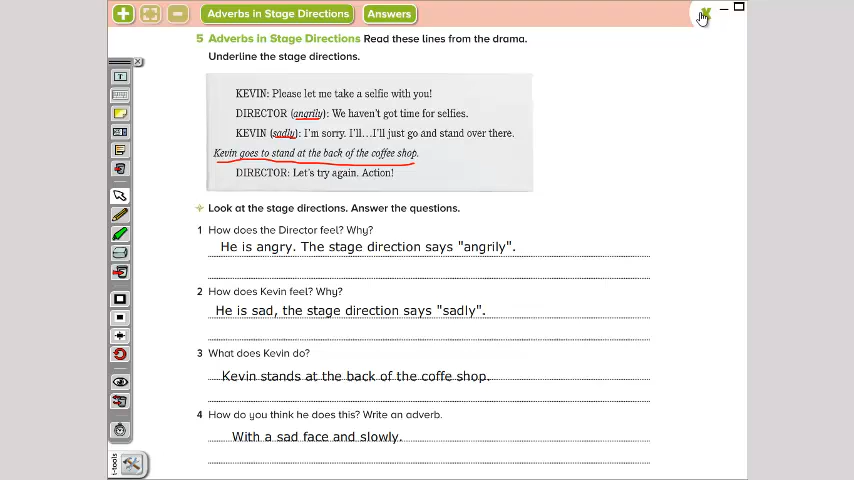 Adverbs in Stage Directions Answers
5 Adverbs in Stage Directions Read these lines from the drama.
Underline the stage directions.
KEVIN: Please let me take a selfie with you!
DIRECTOR (angrily): We haven't got time for selfies.
KEVIN (sadly): I'm sorry. I'll...I'll just go and stand over there.
Kevin goes to stand at the back of the coffee shop.
DIRECTOR: Let's try again. Action!
Look at the stage directions. Answer the questions.
1 How does the Director feel? Why?
He is angry. The stage direction says "angrily".
2 How does Kevin feel? Why?
He is sad, the stage direction says "sadly".
3 What does Kevin do?
Kevin stands at the back of the coffe shop.
4 How do you think he does this? Write an adverb.
With a sad face and slowly.
t-tools